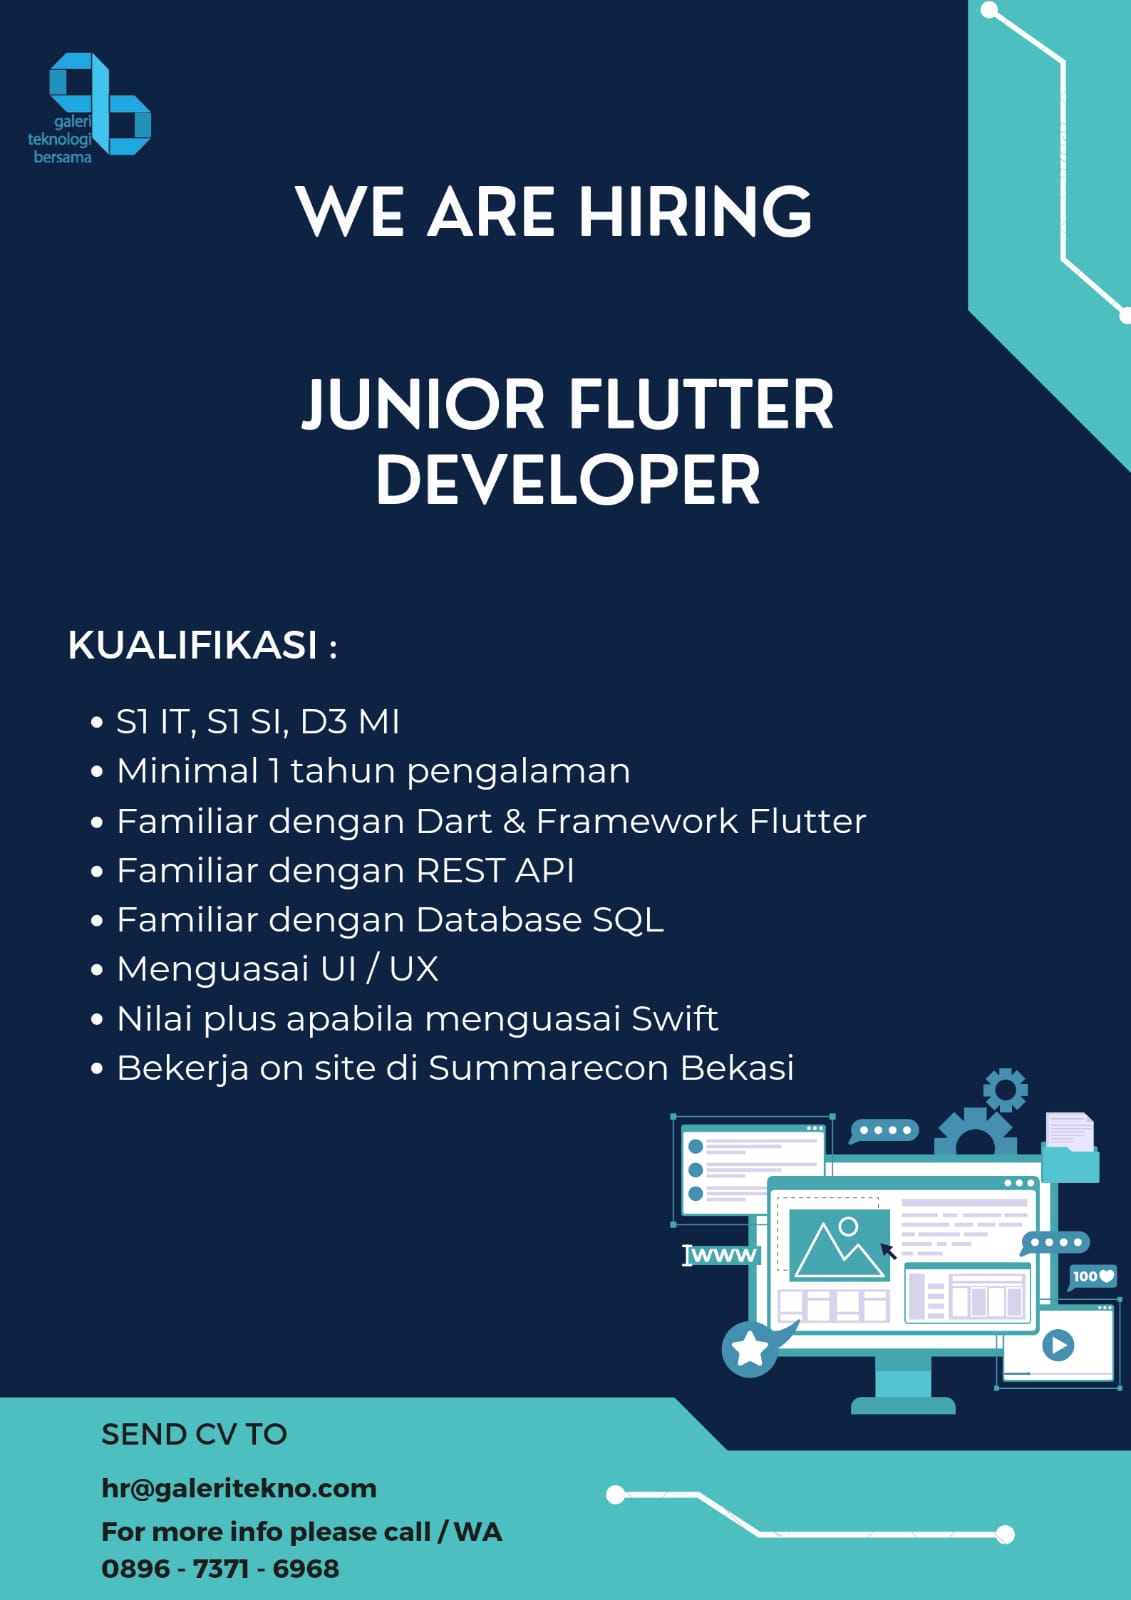 galeri
teknologi
bersama
WE ARE HIRING
JUNIOR FLUTTER
DEVELOPER
KUALIFIKASI :
• S1 IT, S1 SI, D3 MI
• Minimal 1 tahun pengalaman
• Familiar dengan Dart & Framework Flutter
• Familiar dengan REST API
• Familiar dengan Database SQL
• Menguasai UI / UX
• Nilai plus apabila menguasai Swift
• Bekerja on site di Summarecon Bekasi
WWW
100
SEND CV TO
hr@galeritekno.com
For more info please call / WA
0896 - 7371 - 6968